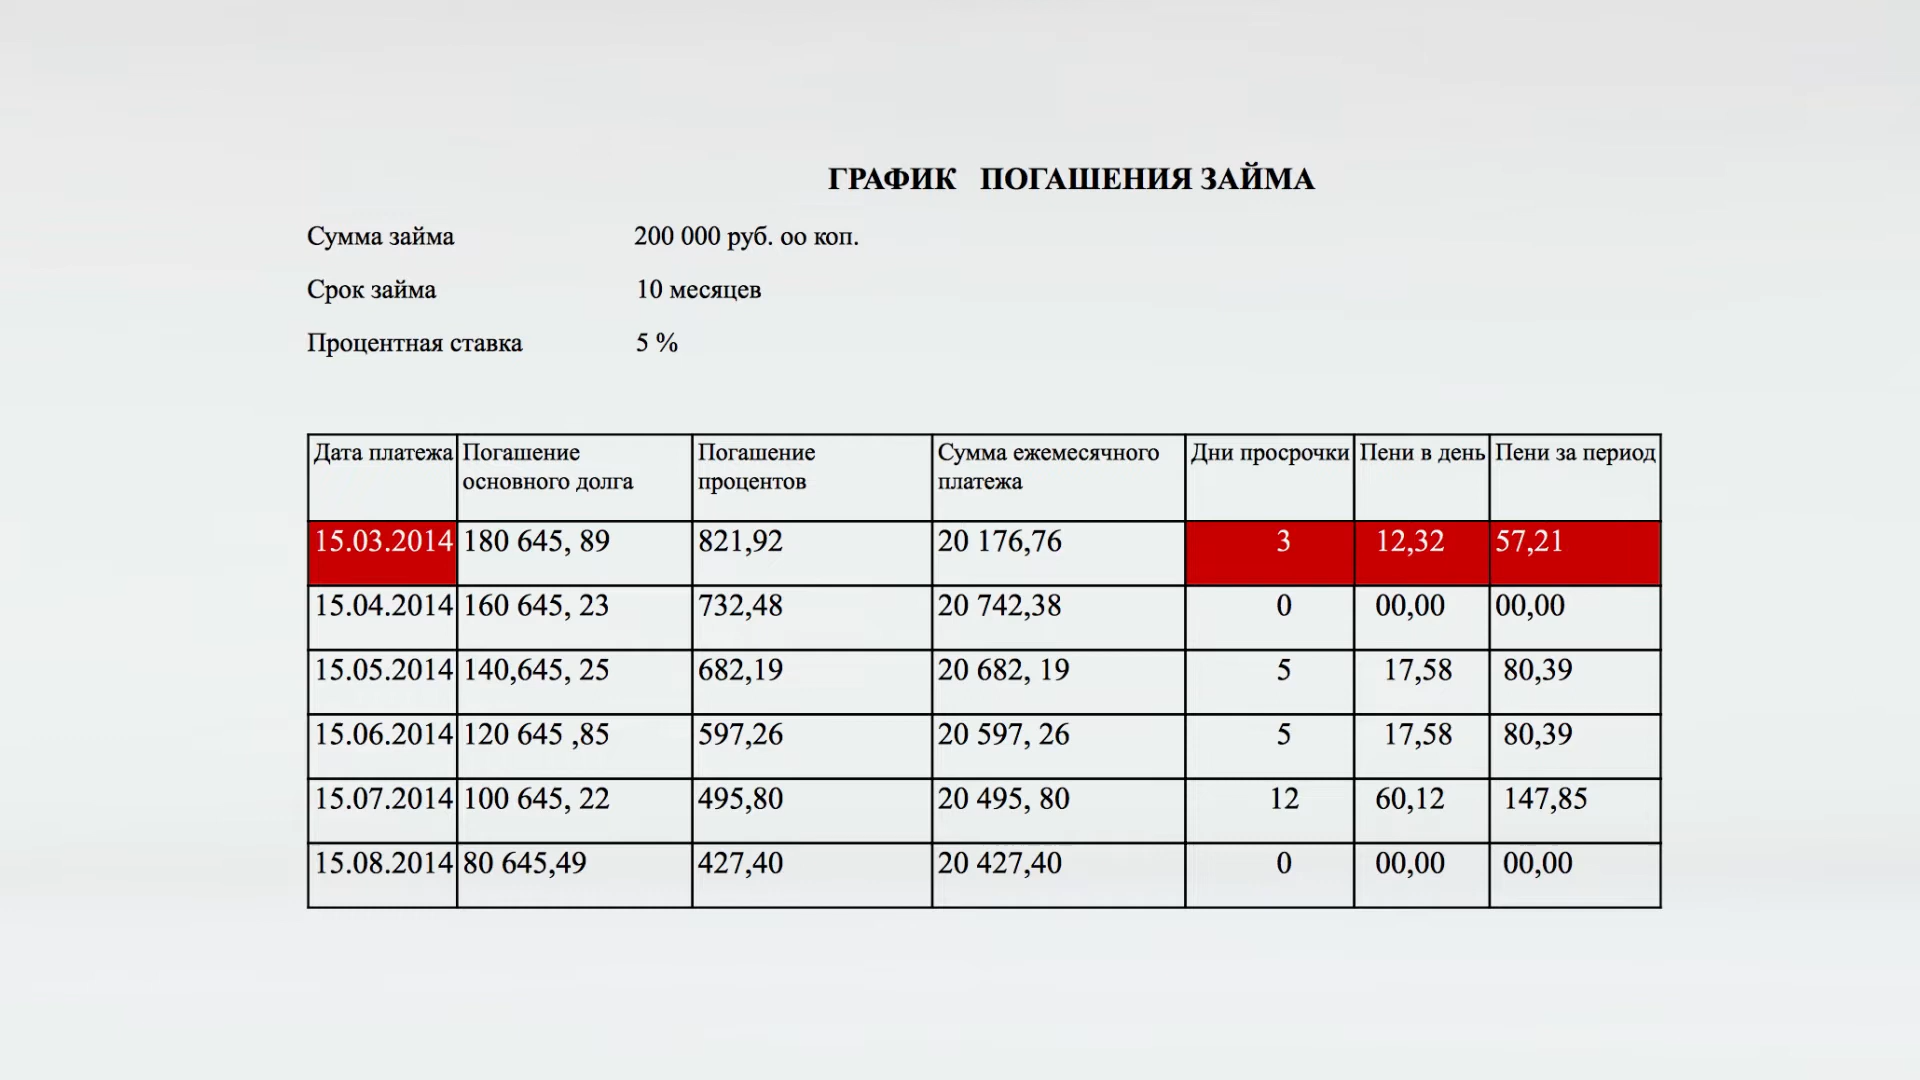 ГРАФИК ПОГАШЕНИЯ ЗАЙМА
Сумма займа 200 000 руб. оо коп.
Срок займа 10 месяцев
Процентная ставка 5 %
Дата платежа Погашение основного долга Погашение процентов Сумма ежемесячного платежа Дни просрочки Пени в день Пени за период
15.03.2014 180 645, 89 821,92 20 176,76 3 12,32 57,21
15.04.2014 160 645, 23 732,48 20 742,38 0 00,00 00,00
15.05.2014 140,645, 25 682,19 20 682, 19 5 17,58 80,39
15.06.2014 120 645 ,85 597,26 20 597, 26 5 17,58 80,39
15.07.2014 100 645, 22 495,80 20 495, 80 12 60,12 147,85
15.08.2014 80 645,49 427,40 20 427,40 0 00,00 00,00